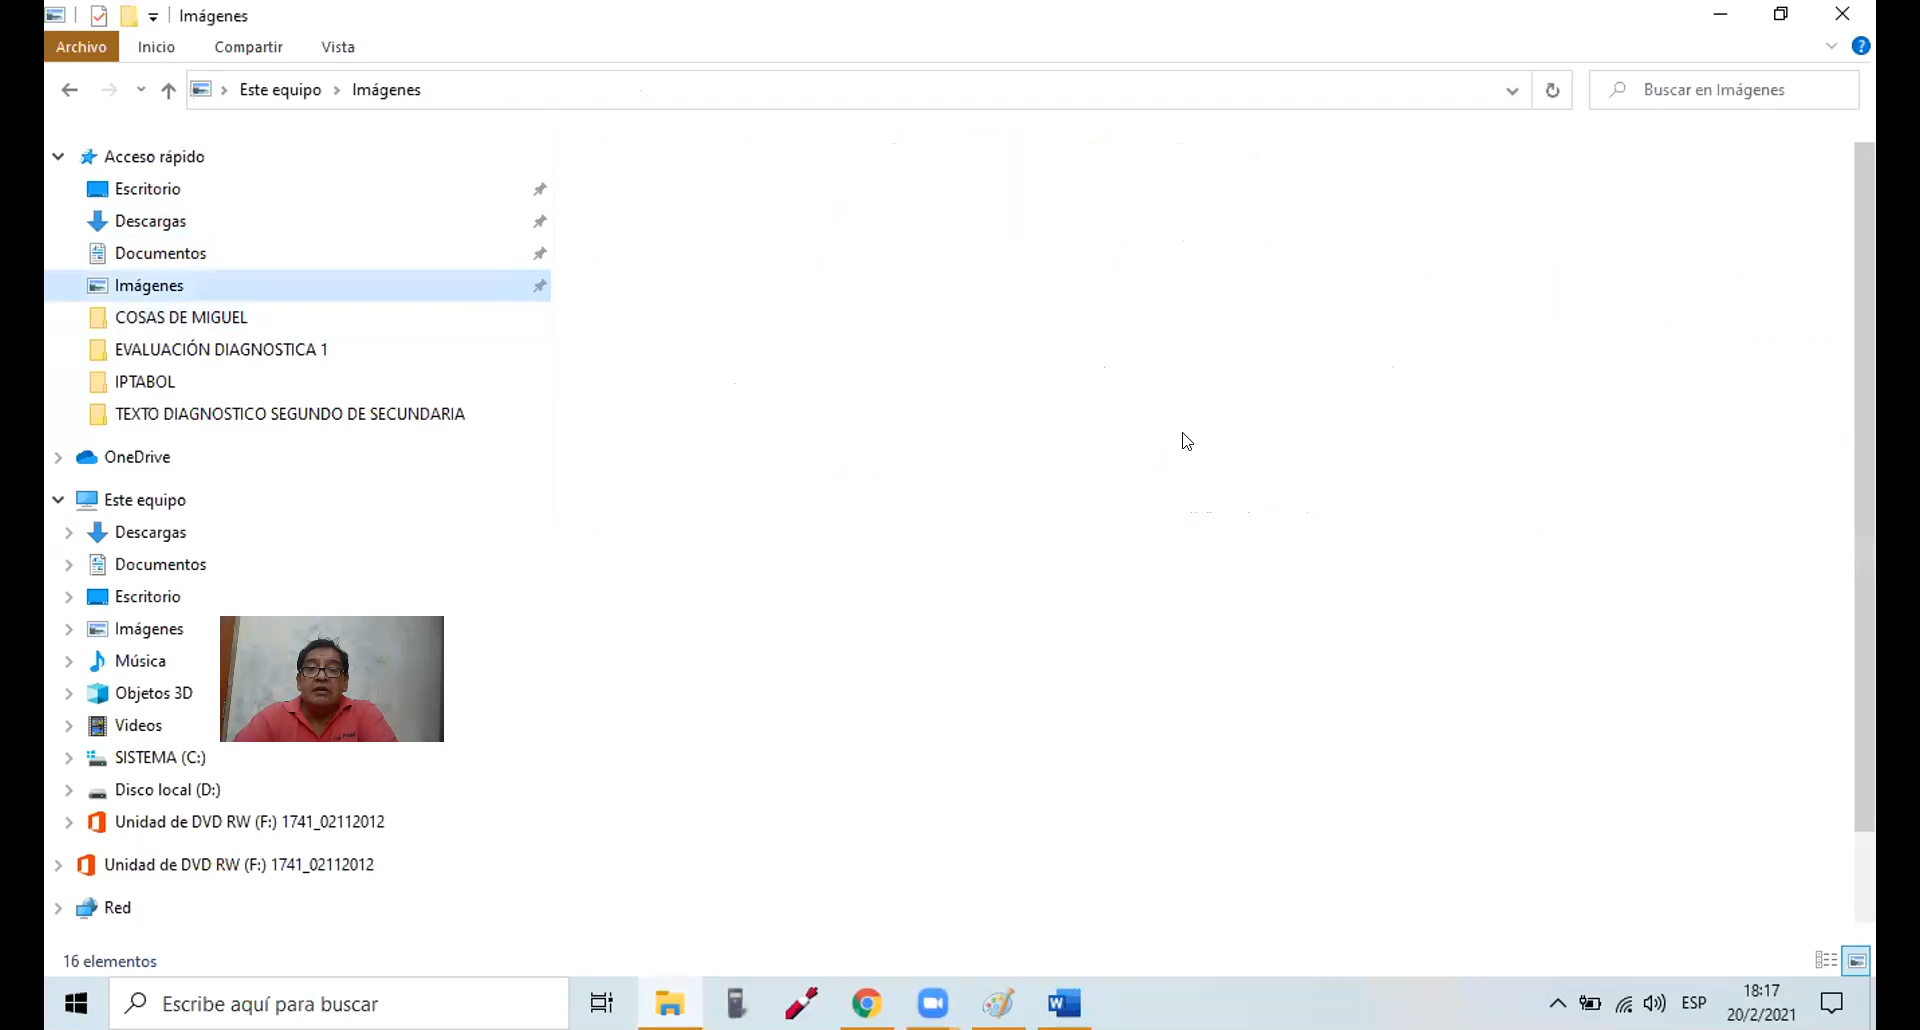 Imágenes
Archivo Inicio Compartir Vista
Este equipo Imágenes Buscar en Imágenes
Acceso rápido
Escritorio
Descargas
Documentos
Imágenes
COSAS DE MIGUEL
EVALUACIÓN DIAGNOSTICA 1
IPTABOL
TEXTO DIAGNOSTICO SEGUNDO DE SECUNDARIA
OneDrive
Este equipo
Descargas
Documentos
Escritorio
Imágenes
Música
Objetos 3D
Videos
SISTEMA (C:)
Disco local (D:)
Unidad de DVD RW (F:) 1741_02112012
Unidad de DVD RW (F:) 1741_02112012
Red
16 elementos
Escribe aquí para buscar ESP 18:17
20/2/2021